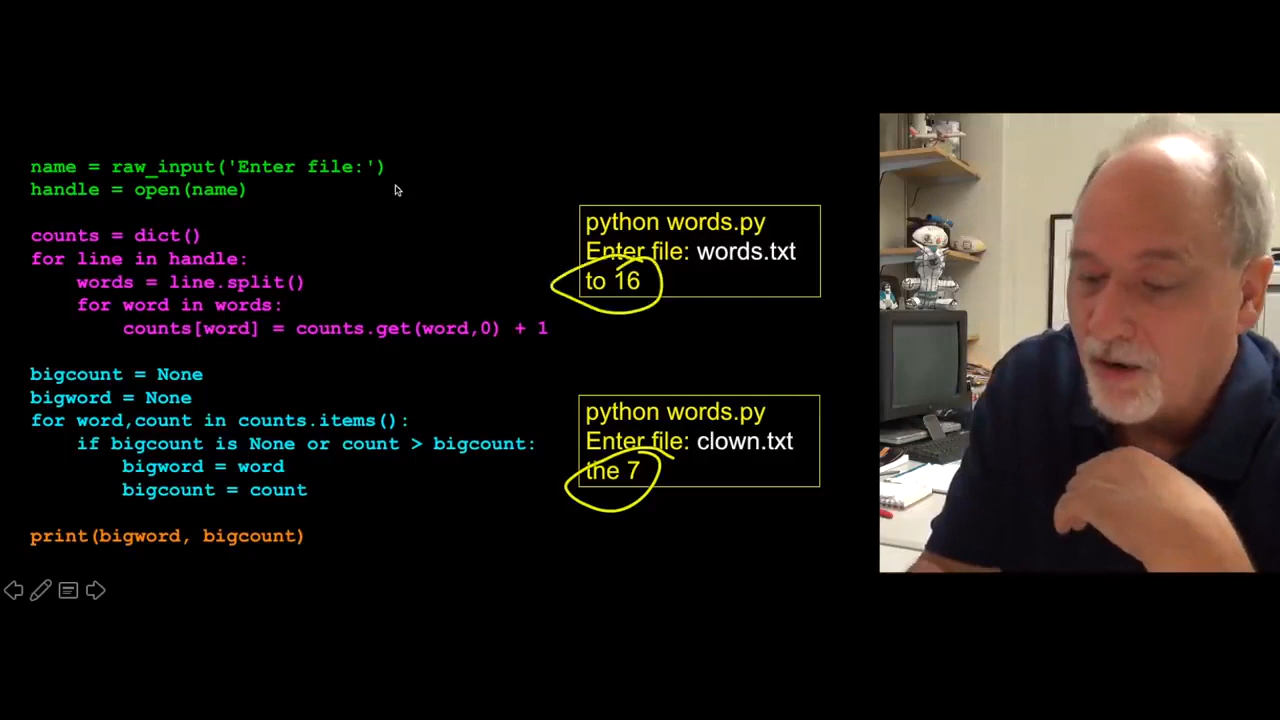 name = raw_input('Enter file:')
handle = open(name)
counts = dict()
for line in handle:
    words = line.split()
    for word in words:
        counts[word] = counts.get(word,0) + 1
bigcount = None
bigword = None
for word,count in counts.items():
    if bigcount is None or count > bigcount:
        bigword = word
        bigcount = count
print(bigword, bigcount)
python words.py
Enter file: words.txt
to 16
python words.py
Enter file: clown.txt
the 7